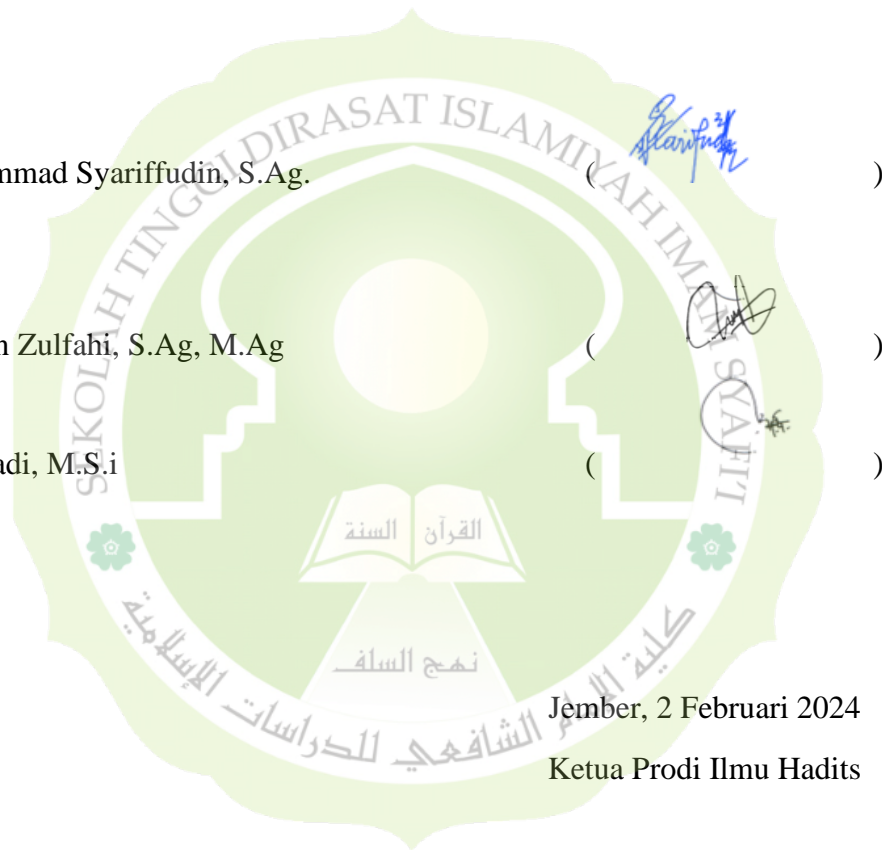 SEKOLAH TINGGI DIRASAT ISLAMIYAH IMAM SYAFI'I
mmad Syariffudin, S.Ag. ( )
n Zulfahi, S.Ag, M.Ag ( )
adi, M.S.i ( )
السنة القرآن
نهج السلف
كلية الإمام الشافعي للدراسات الإسلامية
Jember, 2 Februari 2024
Ketua Prodi Ilmu Hadits